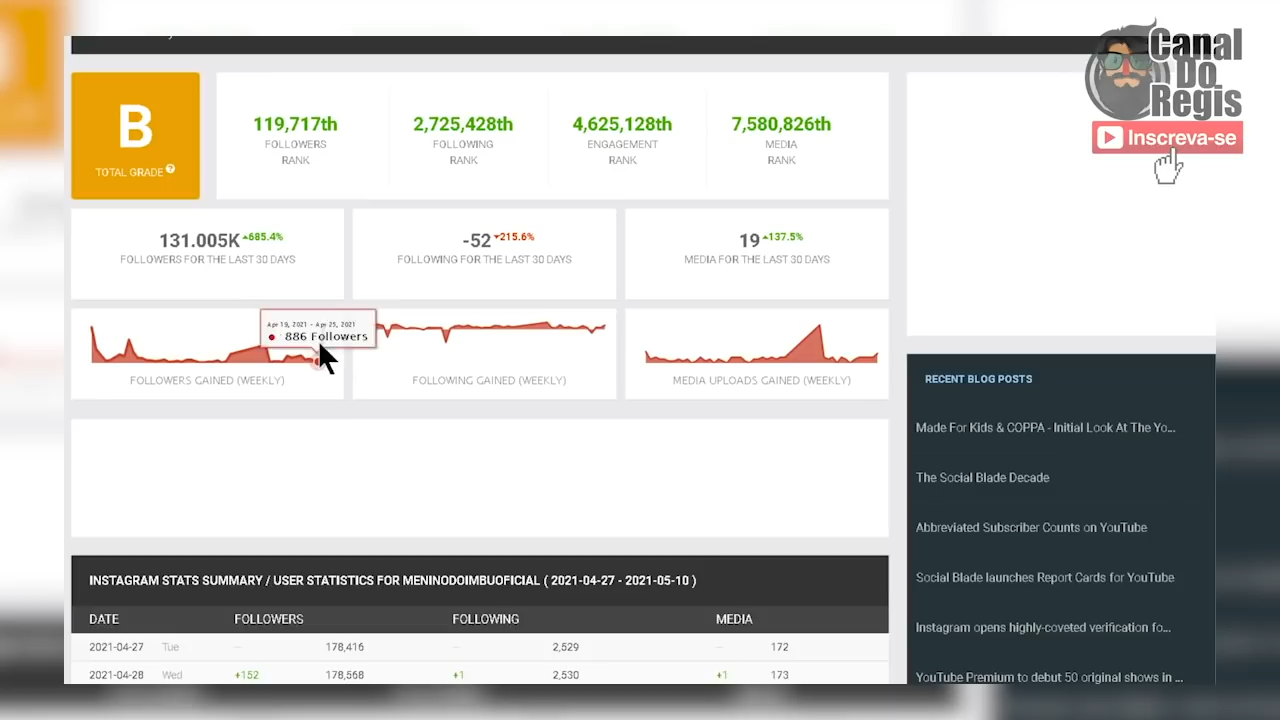 Canal
Do
Regis
Inscreva-se
B
TOTAL GRADE
119,717th
FOLLOWERS
RANK
2,725,428th
FOLLOWING
RANK
4,625,128th
ENGAGEMENT
RANK
7,580,826th
MEDIA
RANK
131.005K 685.4%
FOLLOWERS FOR THE LAST 30 DAYS
-52 215.6%
FOLLOWING FOR THE LAST 30 DAYS
19 137.5%
MEDIA FOR THE LAST 30 DAYS
Apr 19, 2021 - Apr 25, 2021
886 Followers
FOLLOWERS GAINED (WEEKLY)
FOLLOWING GAINED (WEEKLY)
MEDIA UPLOADS GAINED (WEEKLY)
RECENT BLOG POSTS
Made For Kids & COPPA - Initial Look At The Yo...
The Social Blade Decade
Abbreviated Subscriber Counts on YouTube
Social Blade launches Report Cards for YouTube
Instagram opens highly-coveted verification fo...
YouTube Premium to debut 50 original shows in ...
INSTAGRAM STATS SUMMARY / USER STATISTICS FOR MENINODOIMBUOFICIAL ( 2021-04-27 - 2021-05-10 )
DATE FOLLOWERS FOLLOWING MEDIA
2021-04-27 Tue -- 178,416 -- 2,529 -- 172
2021-04-28 Wed +152 178,568 +1 2,530 +1 173